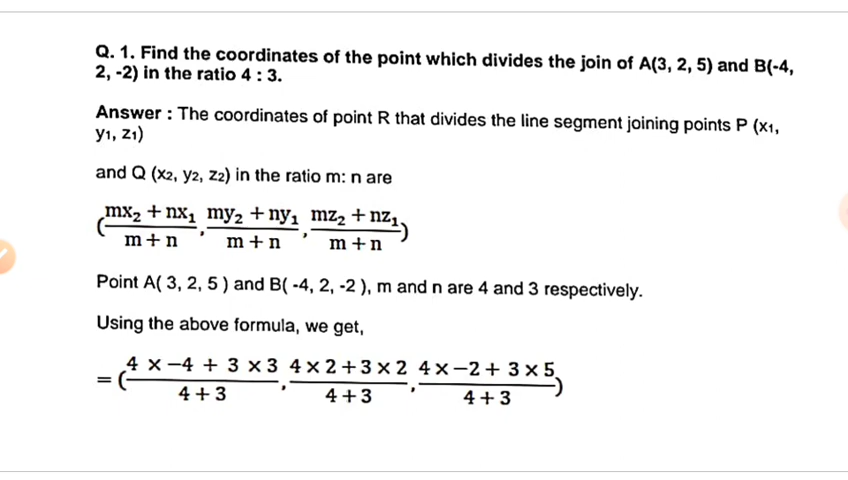 Q. 1. Find the coordinates of the point which divides the join of A(3, 2, 5) and B(-4,
2, -2) in the ratio 4 : 3.
Answer : The coordinates of point R that divides the line segment joining points P (x₁,
y₁, z₁)
and Q (x₂, y₂, z₂) in the ratio m: n are
(mx₂ + nx₁ / m + n, my₂ + ny₁ / m + n, mz₂ + nz₁ / m + n)
Point A( 3, 2, 5 ) and B( -4, 2, -2 ), m and n are 4 and 3 respectively.
Using the above formula, we get,
= (4 × −4 + 3 × 3 / 4 + 3, 4 × 2 + 3 × 2 / 4 + 3, 4 × −2 + 3 × 5 / 4 + 3)